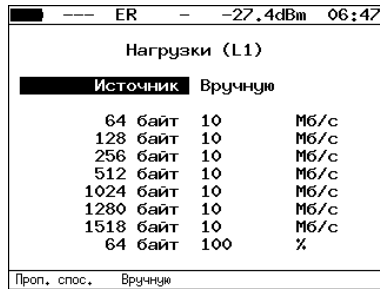 --- ER - -27.4dBm 06:47
Нагрузки (L1)
Источник Вручную
64 байт 10 Мб/с
128 байт 10 Мб/с
256 байт 10 Мб/с
512 байт 10 Мб/с
1024 байт 10 Мб/с
1280 байт 10 Мб/с
1518 байт 10 Мб/с
64 байт 100 %
Проп. спос. Вручную